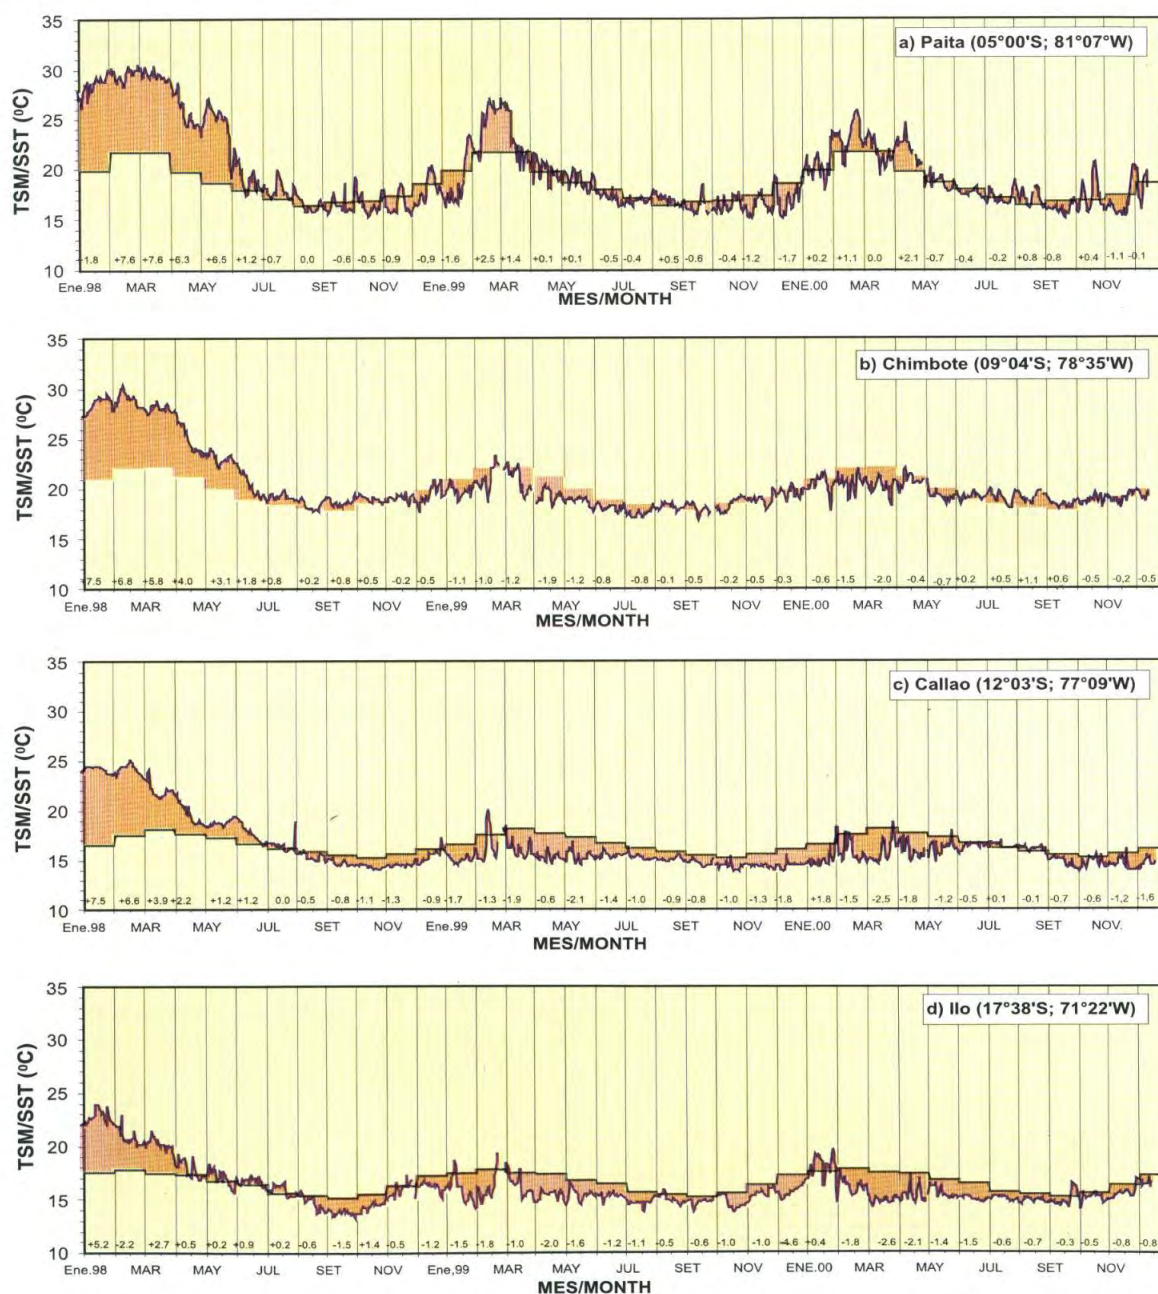 35
a) Paita (05°00'S; 81°07°W)
30
25
20
15
10
TSM/SST (ºC)
+1.8 +7.6 +7.6 +6.3 +6.5 +1.2 +0.7 0.0 -0.6 -0.5 -0.9 -0.9 -1.6 +2.5 +1.4 +0.1 +0.1 -0.5 -0.4 +0.5 -0.6 -0.4 -1.2 -1.7 +0.2 +1.1 0.0 +2.1 -0.7 -0.4 -0.2 +0.8 -0.8 +0.4 -1.1 -0.1
Ene.98 MAR MAY JUL SET NOV Ene.99 MAR MAY JUL SET NOV ENE.00 MAR MAY JUL SET NOV
MES/MONTH
35
b) Chimbote (09°04'S; 78°35'W)
30
25
20
15
10
TSM/SST (ºC)
+7.5 +6.8 +5.8 +4.0 +3.1 +1.8 +0.8 +0.2 +0.8 +0.5 -0.2 -0.5 -1.1 -1.0 -1.2 -1.9 -1.2 -0.8 -0.8 -0.1 -0.5 -0.2 -0.5 -0.3 -0.6 -1.5 -2.0 -0.4 -0.7 +0.2 +0.5 +1.1 +0.6 -0.5 -0.2 -0.5
Ene.98 MAR MAY JUL SET NOV Ene,99 MAR MAY JUL SET NOV ENE.00 MAR MAY JUL SET NOV
MES/MONTH
35
c) Callao (12°03'S; 77°09'W)
30
25
20
15
10
TSM/SST (ºC)
+7.5 +6.6 +3.9 +2.2 +1.2 +1.2 0.0 -0.5 -0.8 -1.1 -1.3 -0.9 -1.7 -1.3 -1.9 -0.6 -2.1 -1.4 -1.0 -0.9 -0.8 -1.0 -1.3 -1.8 +1.8 -1.5 -2.5 -1.8 -1.2 -0.5 +0.1 -0.1 -0.7 -0.6 -1,2 -1.6
Ene.98 MAR MAY JUL SET NOV Ene,99 MAR MAY JUL SET NOV ENE.00 MAR MAY JUL SET NOV.
MES/MONTH
35
d) Ilo (17°38'S; 71°22'W)
30
25
20
15
10
TSM/SST (ºC)
+5.2 -2.2 +2.7 +0.5 +0.2 +0.9 +0.2 -0.6 -1.5 +1.4 -0.5 -1.2 -1.5 -1.8 -1.0 -2.0 -1.6 -1.2 -1.1 -0.5 -0.6 -1.0 -1.0 -4.6 +0.4 -1.8 -2.6 -2.1 -1.4 -1.5 -0.6 -0.7 -0.3 -0.5 -0.8 -0.8
Ene.98 MAR MAY JUL SET NOV Ene,99 MAR MAY JUL SET NOV ENE.00 MAR MAY JUL SET NOV
MES/MONTH